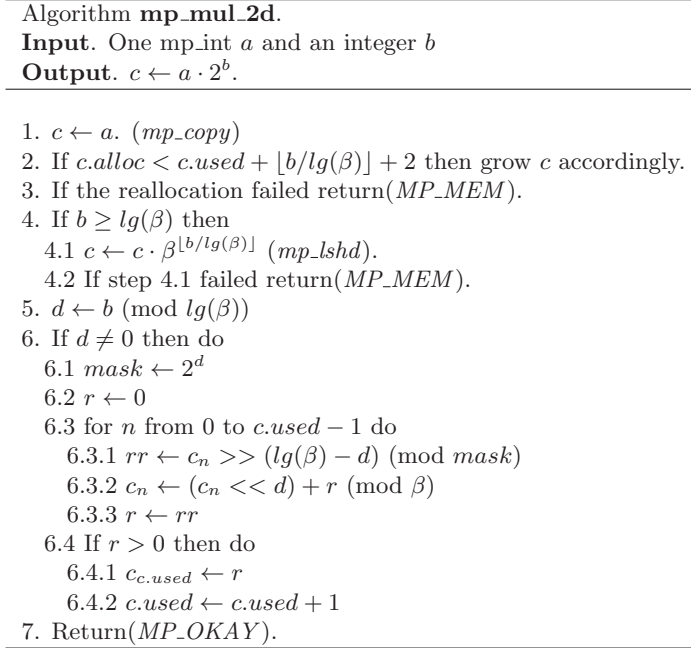 Algorithm mp_mul_2d.
Input. One mp_int a and an integer b
Output. c ← a · 2^b.
1. c ← a. (mp_copy)
2. If c.alloc < c.used + ⌊b/lg(β)⌋ + 2 then grow c accordingly.
3. If the reallocation failed return(MP_MEM).
4. If b ≥ lg(β) then
4.1 c ← c · β^⌊b/lg(β)⌋ (mp_lshd).
4.2 If step 4.1 failed return(MP_MEM).
5. d ← b (mod lg(β))
6. If d ≠ 0 then do
6.1 mask ← 2^d
6.2 r ← 0
6.3 for n from 0 to c.used − 1 do
6.3.1 rr ← c_n >> (lg(β) − d) (mod mask)
6.3.2 c_n ← (c_n << d) + r (mod β)
6.3.3 r ← rr
6.4 If r > 0 then do
6.4.1 c_c.used ← r
6.4.2 c.used ← c.used + 1
7. Return(MP_OKAY).